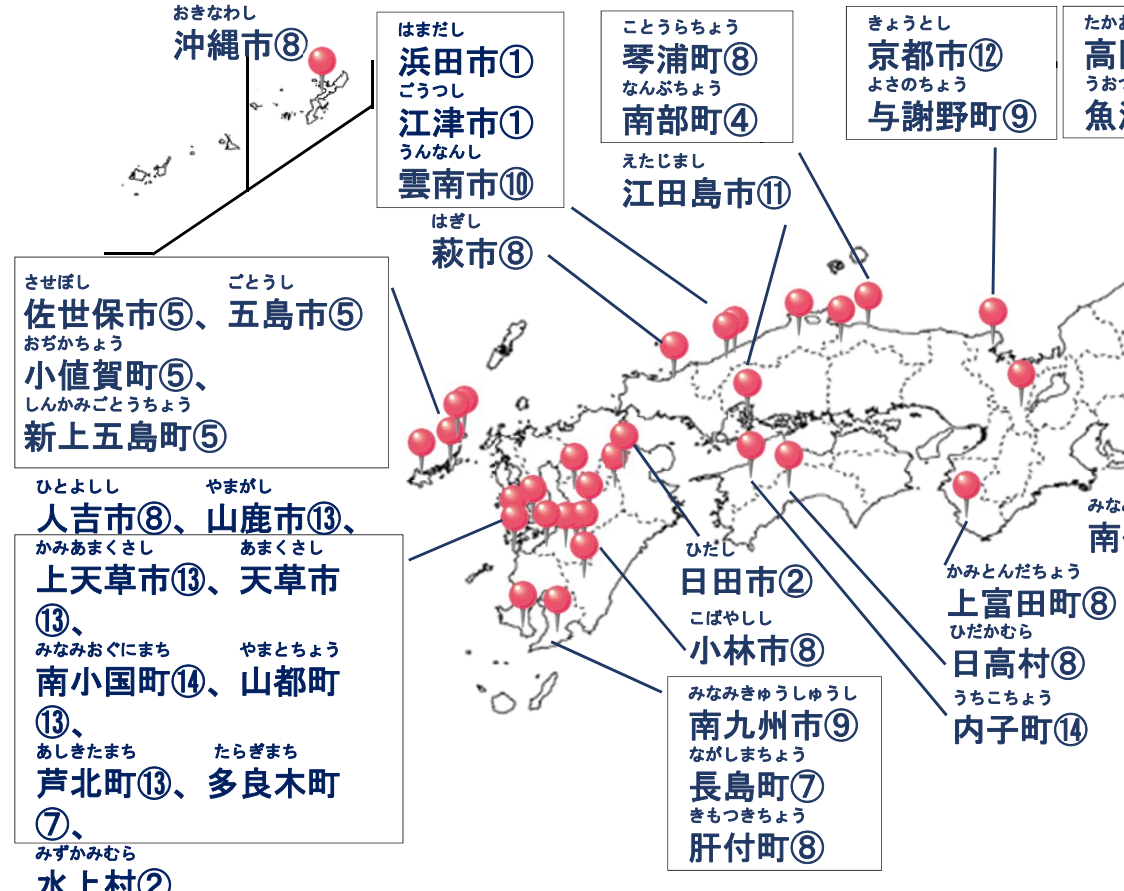 おきなわし
沖縄市⑧
はまだし
浜田市①
ごうつし
江津市①
うんなんし
雲南市⑩
はぎし
萩市⑧
ことうらちょう
琴浦町⑧
なんぶちょう
南部町④
えたじまし
江田島市⑪
きょうとし
京都市⑫
よさのちょう
与謝野町⑨
させぼし ごとうし
佐世保市⑤、五島市⑤
おぢかちょう
小値賀町⑤、
しんかみごとうちょう
新上五島町⑤
ひとよしし やまがし
人吉市⑧、山鹿市⑬、
かみあまくさし あまくさし
上天草市⑬、天草市
⑬、
みなみおぐにまち やまとちょう
南小国町⑭、山都町
⑬、
あしきたまち たらぎまち
芦北町⑬、多良木町
⑦、
みずかみむら
水上村②
ひだし
日田市②
こばやしし
小林市⑧
みなみきゅうしゅうし
南九州市⑨
ながしまちょう
長島町⑦
きもつきちょう
肝付町⑧
かみとんだちょう
上富田町⑧
ひだかむら
日高村⑧
うちこちょう
内子町⑭